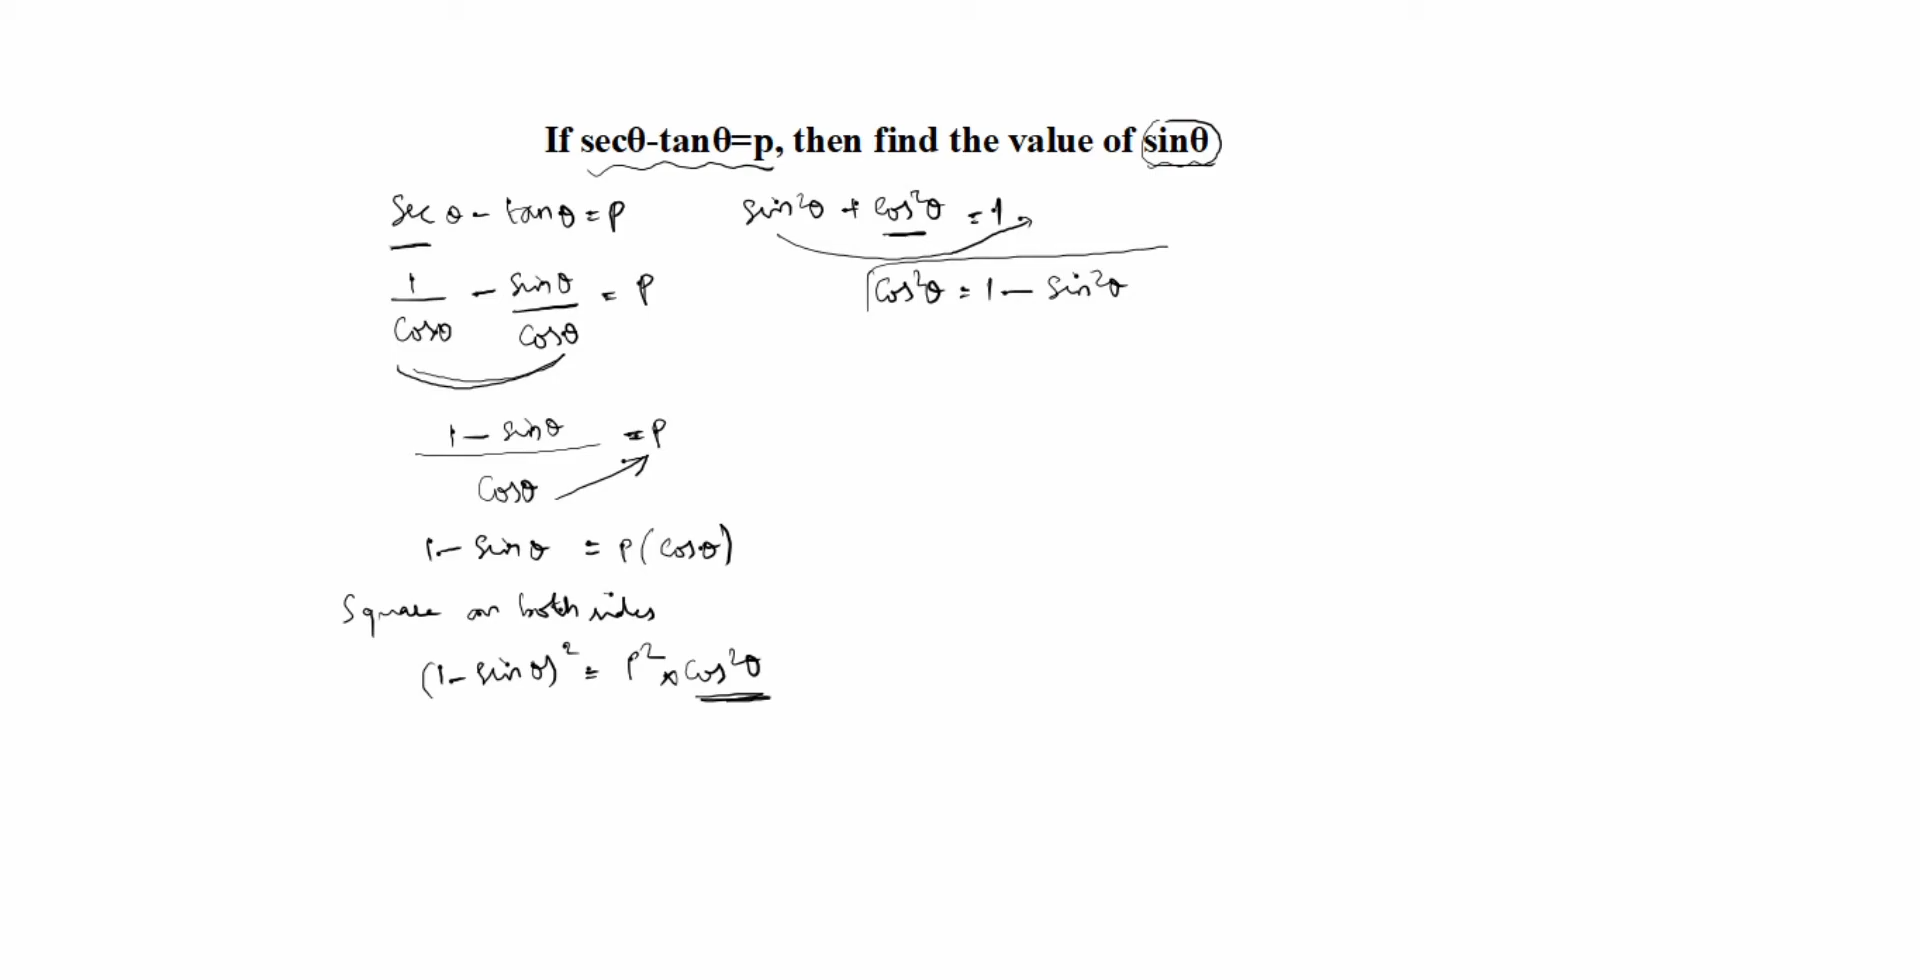 If secθ-tanθ=p, then find the value of sinθ
sec θ - tan θ = p
sin²θ + cos²θ = 1
1/cosθ - sinθ/cosθ = p
cos²θ = 1 - sin²θ
1 - sinθ / cosθ = p
1 - sin θ = p(cosθ)
Square on both sides
(1 - sin θ)² = p² × cos²θ